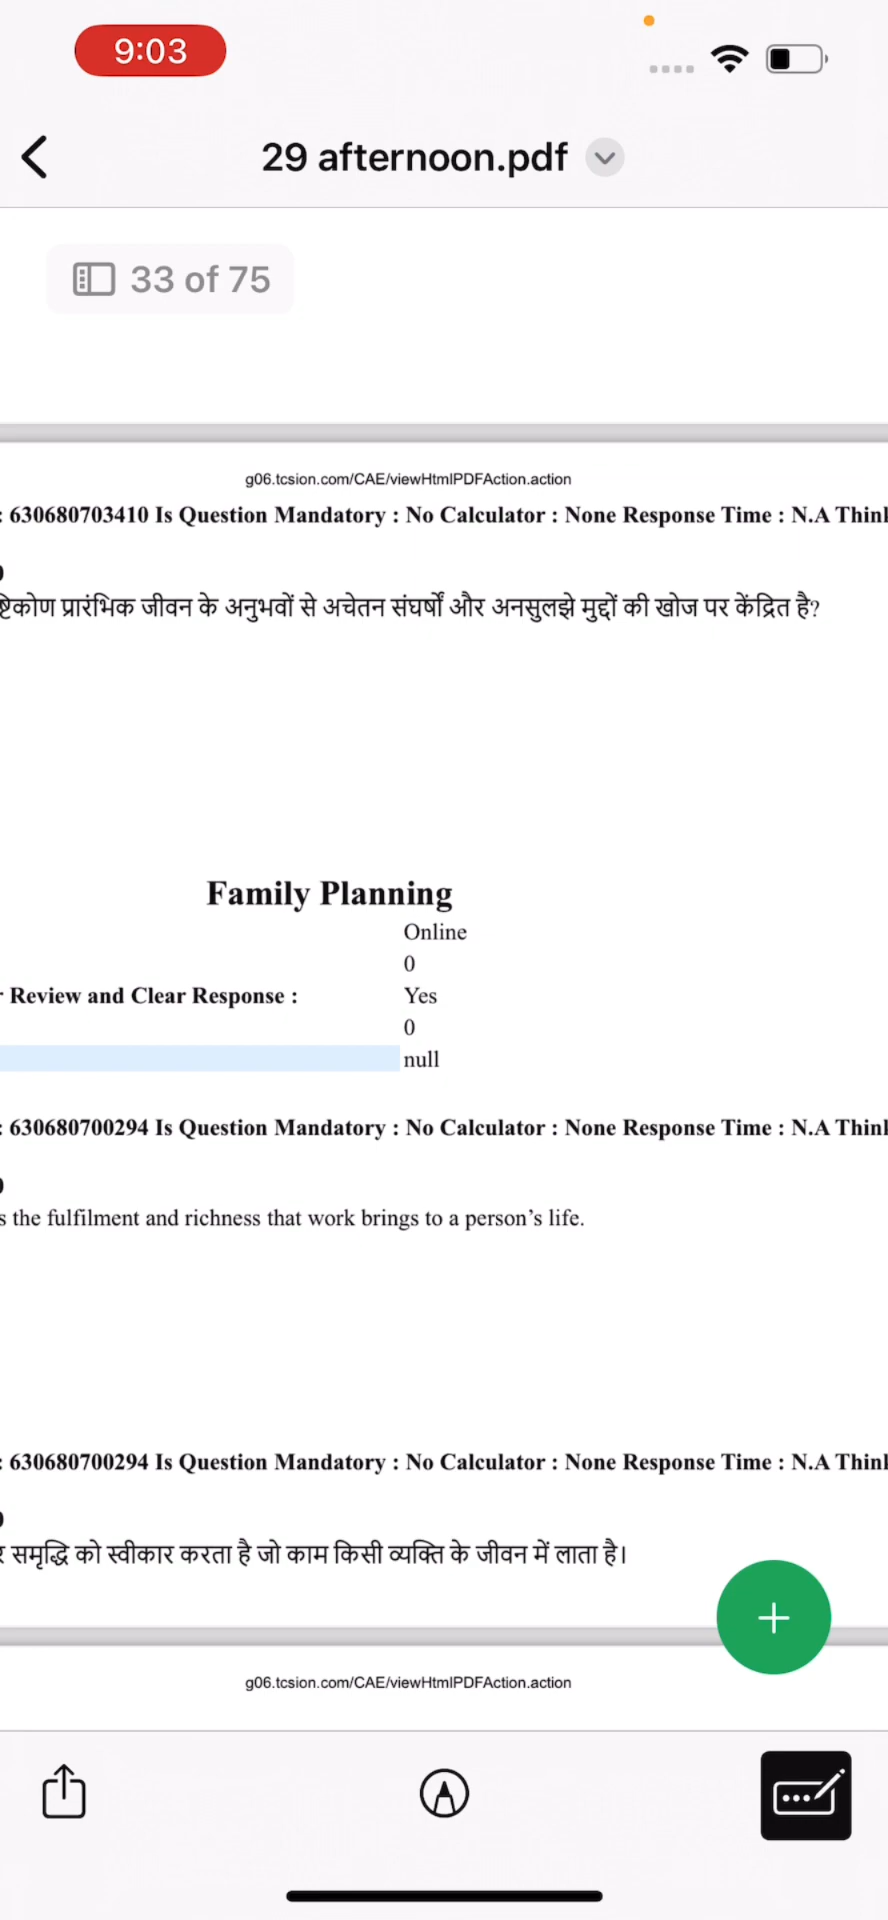 9:03
29 afternoon.pdf
33 of 75
g06.tcsion.com/CAE/viewHtmlPDFAction.action
: 630680703410 Is Question Mandatory : No Calculator : None Response Time : N.A Think
प्रारंभिक जीवन के अनुभवों से अचेतन संघर्षों और अनसुलझे मुद्दों की खोज पर केंद्रित है?
Family Planning
Online
0
Review and Clear Response :
Yes
0
null
: 630680700294 Is Question Mandatory : No Calculator : None Response Time : N.A Think
s the fulfilment and richness that work brings to a person’s life.
: 630680700294 Is Question Mandatory : No Calculator : None Response Time : N.A Think
समृद्धि को स्वीकार करता है जो काम किसी व्यक्ति के जीवन में लाता है।
g06.tcsion.com/CAE/viewHtmlPDFAction.action